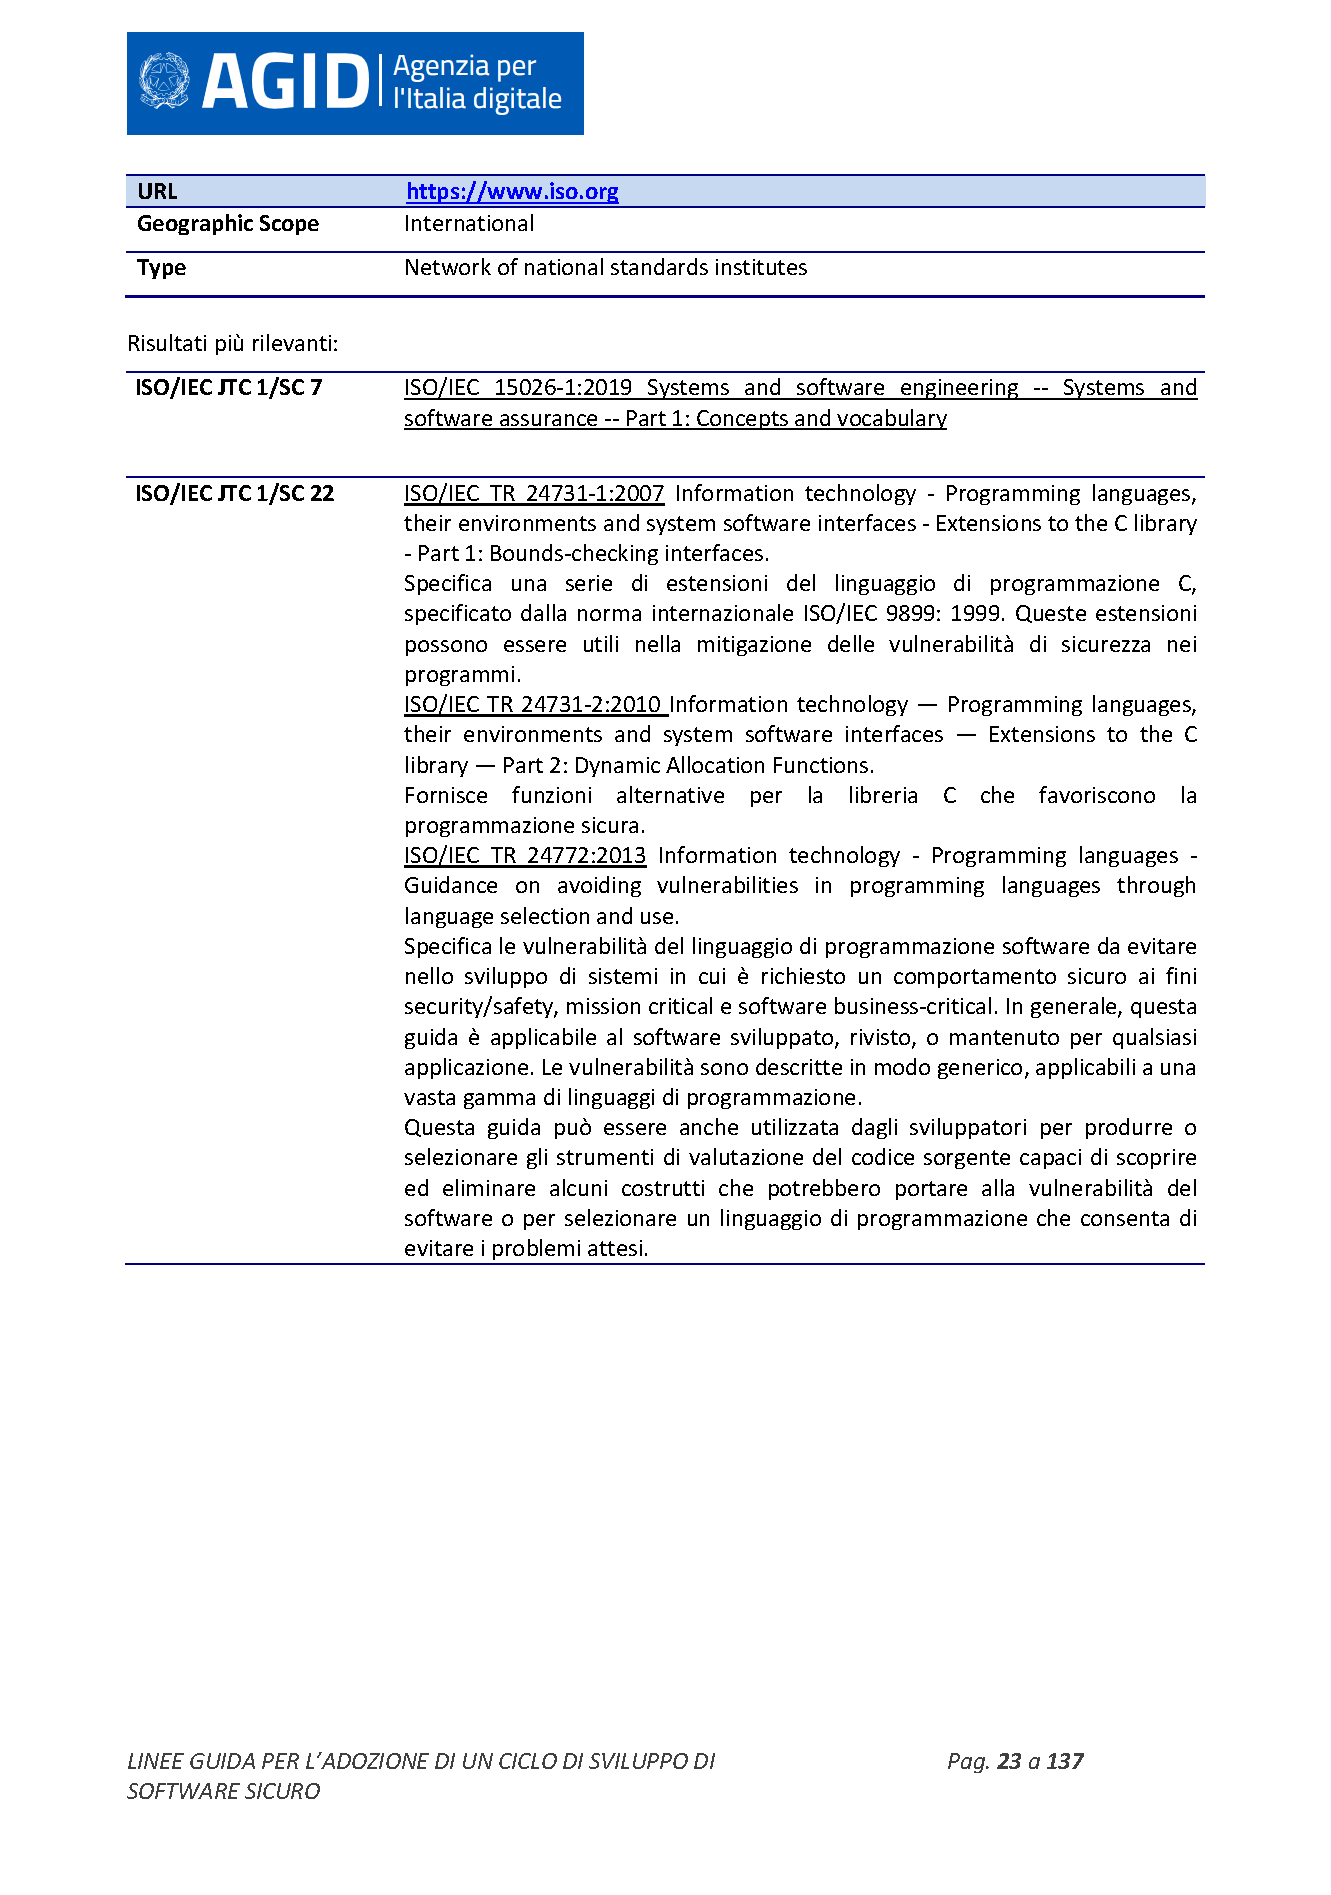 AGID Agenzia per
l'Italia digitale
URL https://www.iso.org
Geographic Scope International
Type Network of national standards institutes
Risultati più rilevanti:
ISO/IEC JTC 1/SC 7 ISO/IEC 15026-1:2019 Systems and software engineering -- Systems and
software assurance -- Part 1: Concepts and vocabulary
ISO/IEC JTC 1/SC 22 ISO/IEC TR 24731-1:2007 Information technology - Programming languages,
their environments and system software interfaces - Extensions to the C library
- Part 1: Bounds-checking interfaces.
Specifica una serie di estensioni del linguaggio di programmazione C,
specificato dalla norma internazionale ISO/IEC 9899: 1999. Queste estensioni
possono essere utili nella mitigazione delle vulnerabilità di sicurezza nei
programmi.
ISO/IEC TR 24731-2:2010 Information technology — Programming languages,
their environments and system software interfaces — Extensions to the C
library — Part 2: Dynamic Allocation Functions.
Fornisce funzioni alternative per la libreria C che favoriscono la
programmazione sicura.
ISO/IEC TR 24772:2013 Information technology - Programming languages -
Guidance on avoiding vulnerabilities in programming languages through
language selection and use.
Specifica le vulnerabilità del linguaggio di programmazione software da evitare
nello sviluppo di sistemi in cui è richiesto un comportamento sicuro ai fini
security/safety, mission critical e software business-critical. In generale, questa
guida è applicabile al software sviluppato, rivisto, o mantenuto per qualsiasi
applicazione. Le vulnerabilità sono descritte in modo generico, applicabili a una
vasta gamma di linguaggi di programmazione.
Questa guida può essere anche utilizzata dagli sviluppatori per produrre o
selezionare gli strumenti di valutazione del codice sorgente capaci di scoprire
ed eliminare alcuni costrutti che potrebbero portare alla vulnerabilità del
software o per selezionare un linguaggio di programmazione che consenta di
evitare i problemi attesi.
LINEE GUIDA PER L’ADOZIONE DI UN CICLO DI SVILUPPO DI Pag. 23 a 137
SOFTWARE SICURO